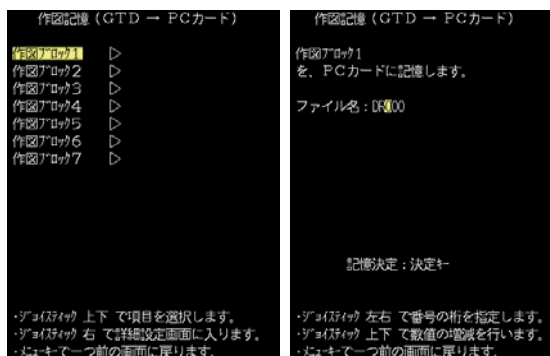 作図記憶（GTD → PCカード）
作図ブロック1 ▷
作図ブロック2 ▷
作図ブロック3 ▷
作図ブロック4 ▷
作図ブロック5 ▷
作図ブロック6 ▷
作図ブロック7 ▷
・ジョイスティック 上下 で項目を選択します。
・ジョイスティック 右 で詳細設定画面に入ります。
・メニューキーで一つ前の画面に戻ります。
作図記憶（GTD → PCカード）
作図ブロック1
を、PCカードに記憶します。
ファイル名：DR000
記憶決定：決定キー
・ジョイスティック 左右 で番号の桁を指定します。
・ジョイスティック 上下 で数値の増減を行います。
・メニューキーで一つ前の画面に戻ります。